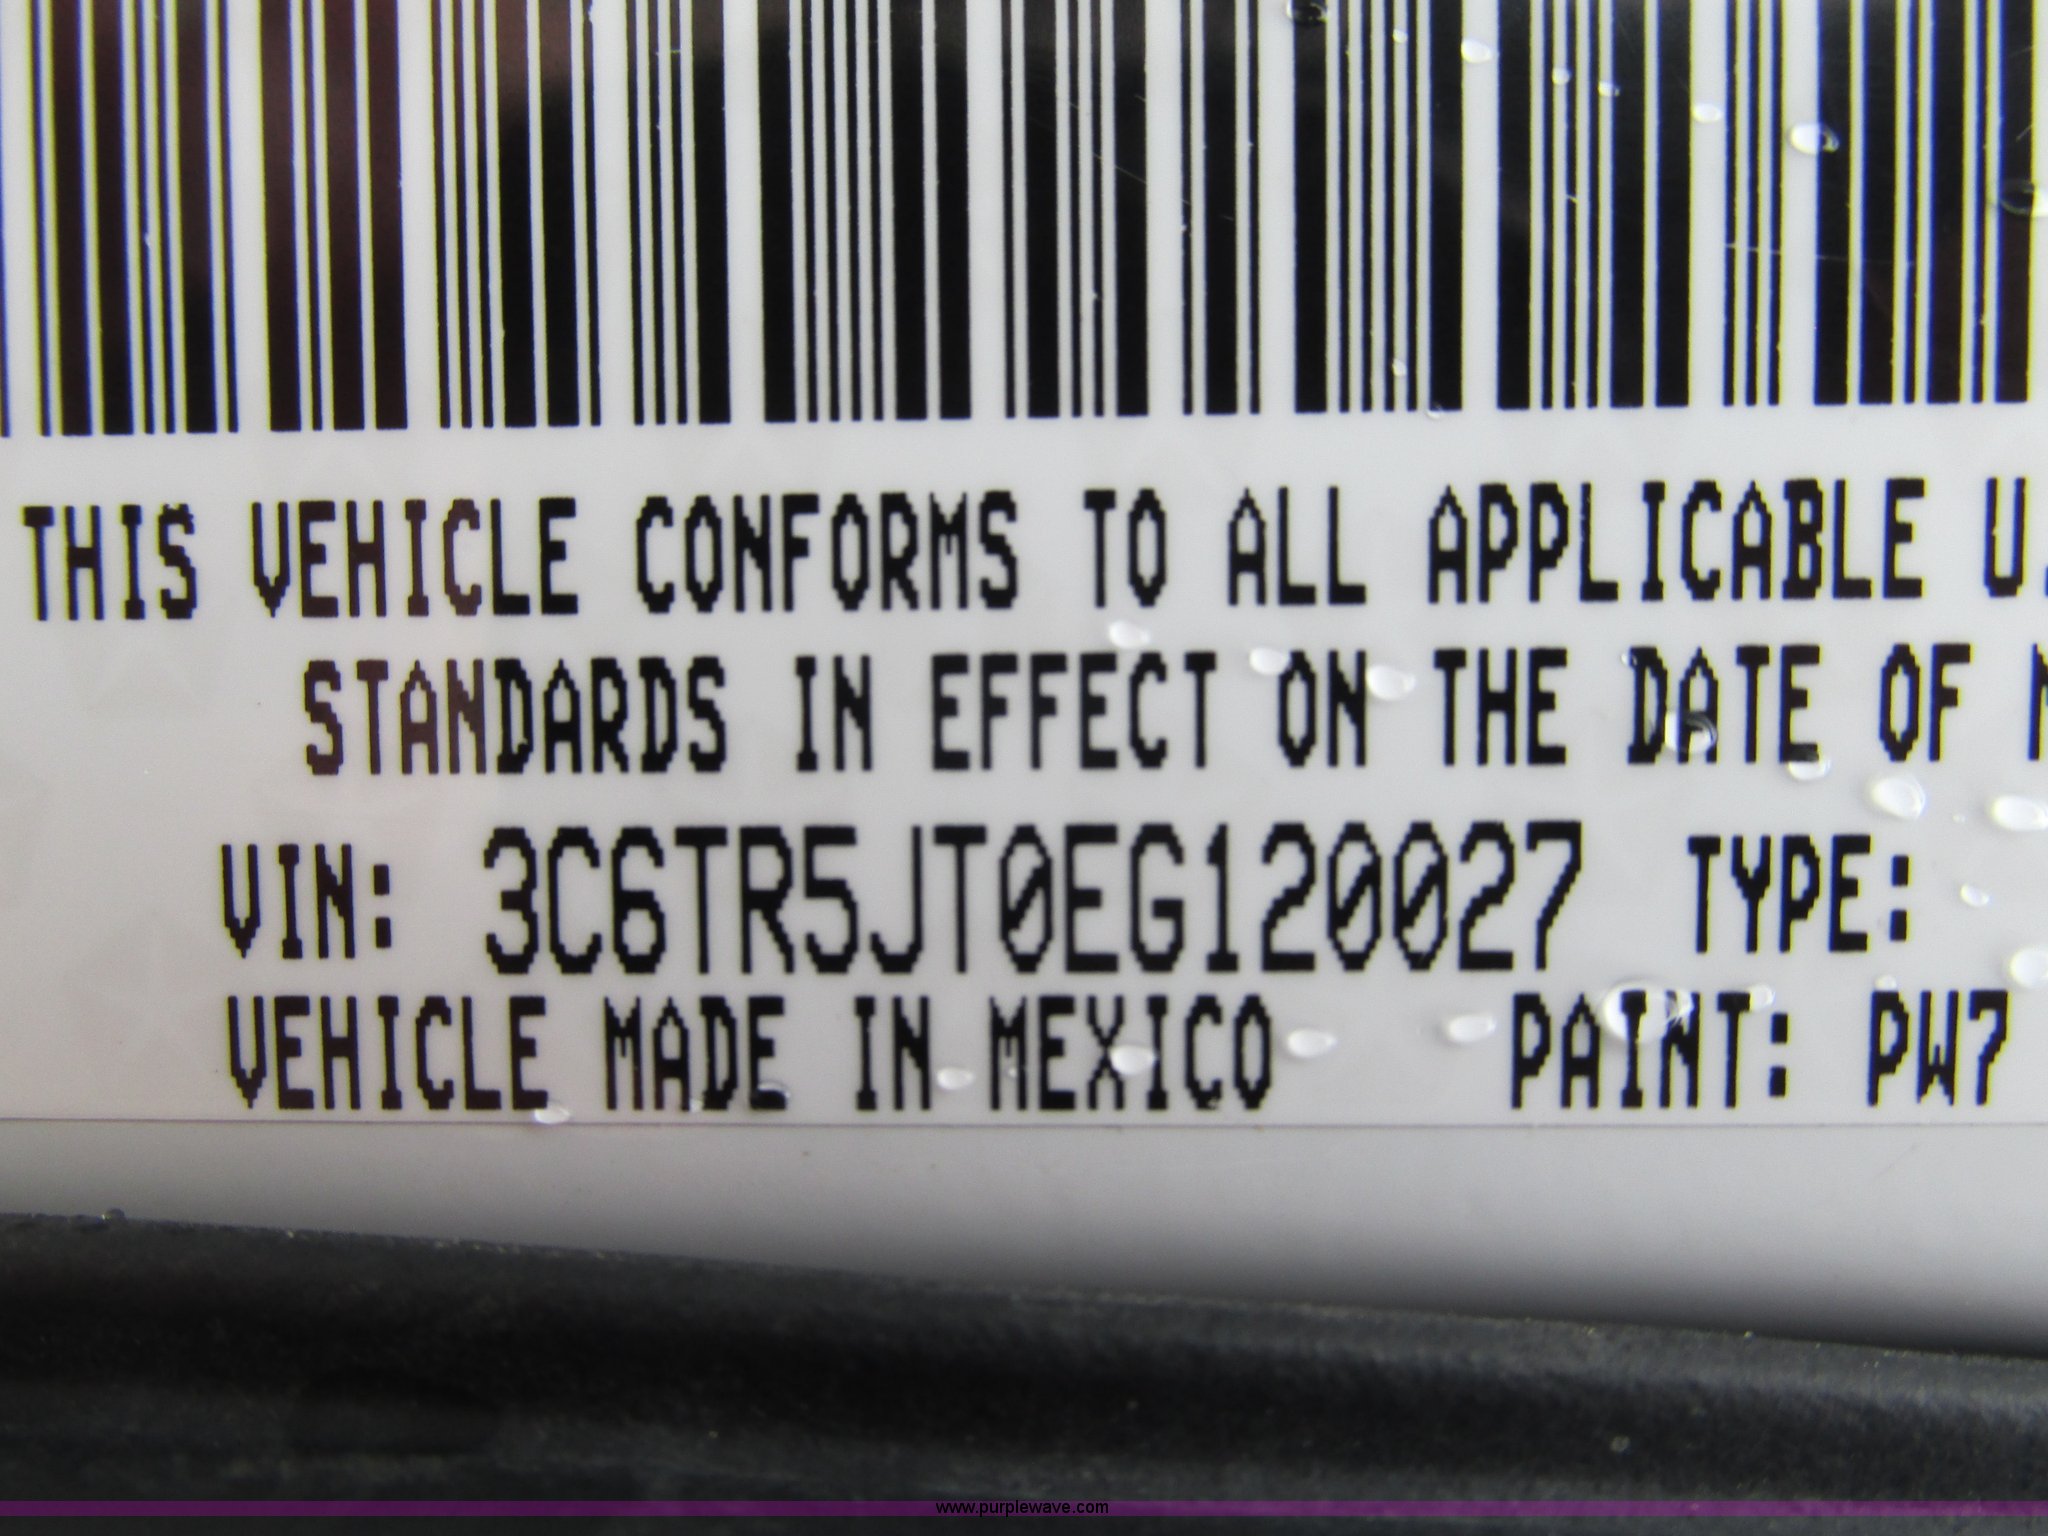 THIS VEHICLE CONFORMS TO ALL APPLICABLE U.
STANDARDS IN EFFECT ON THE DATE OF
VIN: 3C6TR5JT0EG120027 TYPE:
VEHICLE MADE IN MEXICO PAINT: PW7
www.purplewave.com